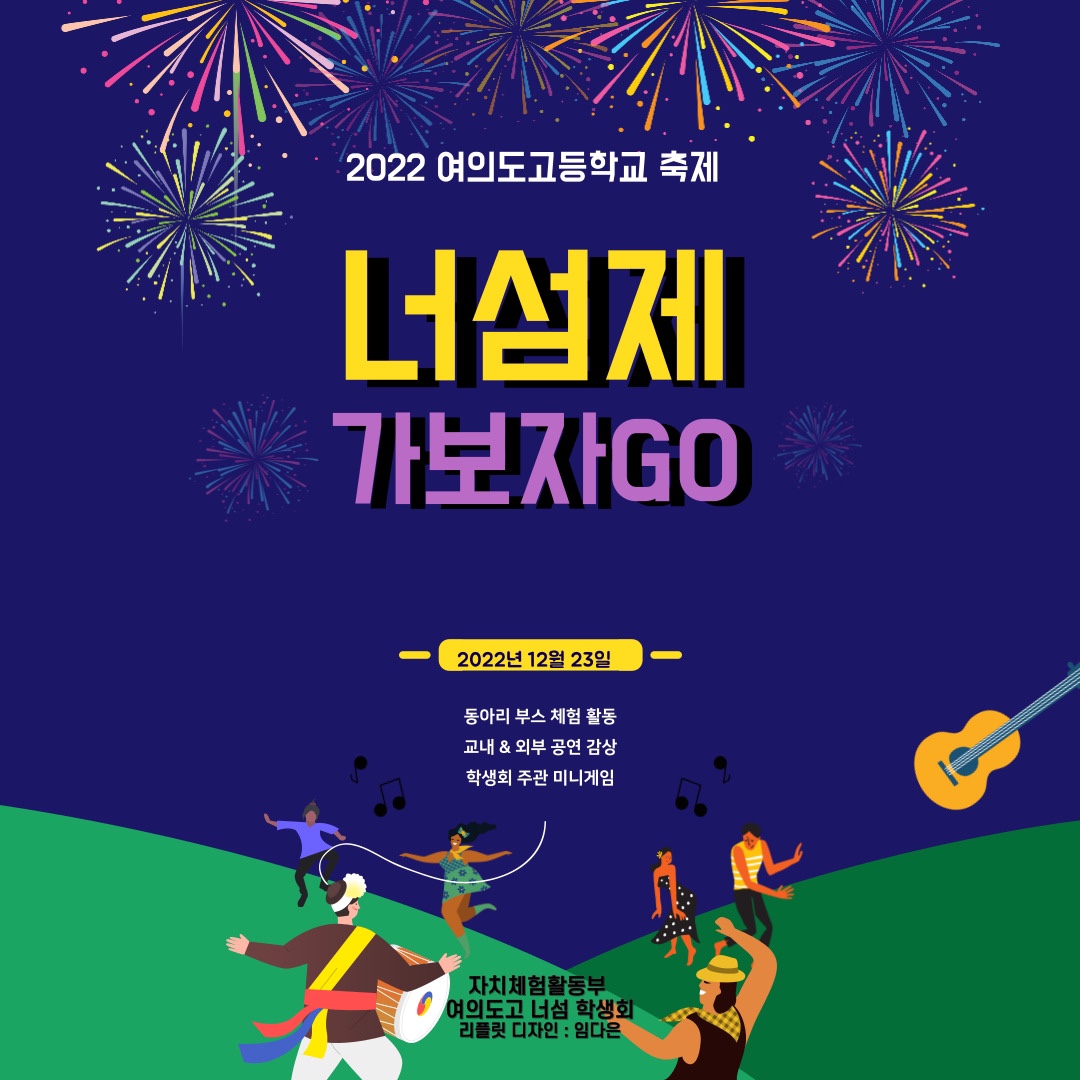 2022 여의도고등학교 축제
너섬제
가보자GO
2022년 12월 23일
동아리 부스 체험 활동
교내 & 외부 공연 감상
학생회 주관 미니게임
자치체험활동부
여의도고 너섬 학생회
리플릿 디자인 : 임다은